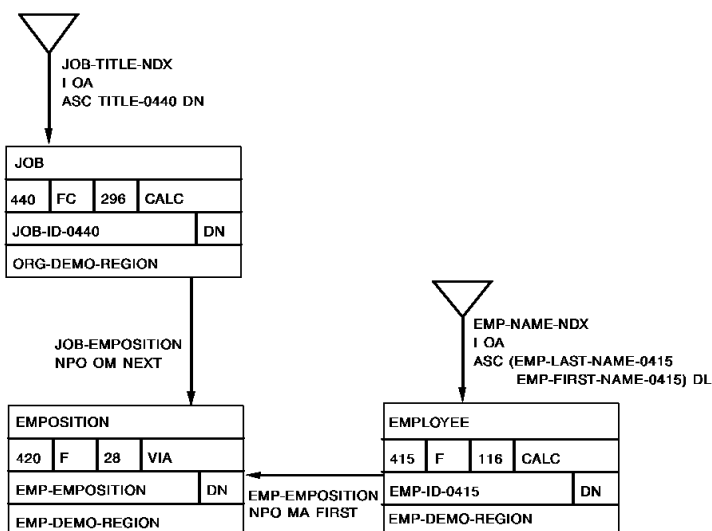 JOB-TITLE-NDX
I OA
ASC TITLE-0440 DN
JOB
440 FC 296 CALC
JOB-ID-0440 DN
ORG-DEMO-REGION
JOB-EMPOSITION
NPO OM NEXT
EMP-NAME-NDX
I OA
ASC (EMP-LAST-NAME-0415
EMP-FIRST-NAME-0415) DL
EMPOSITION
420 F 28 VIA
EMP-EMPOSITION DN
EMP-DEMO-REGION
EMP-EMPOSITION
NPO MA FIRST
EMPLOYEE
415 F 116 CALC
EMP-ID-0415 DN
EMP-DEMO-REGION